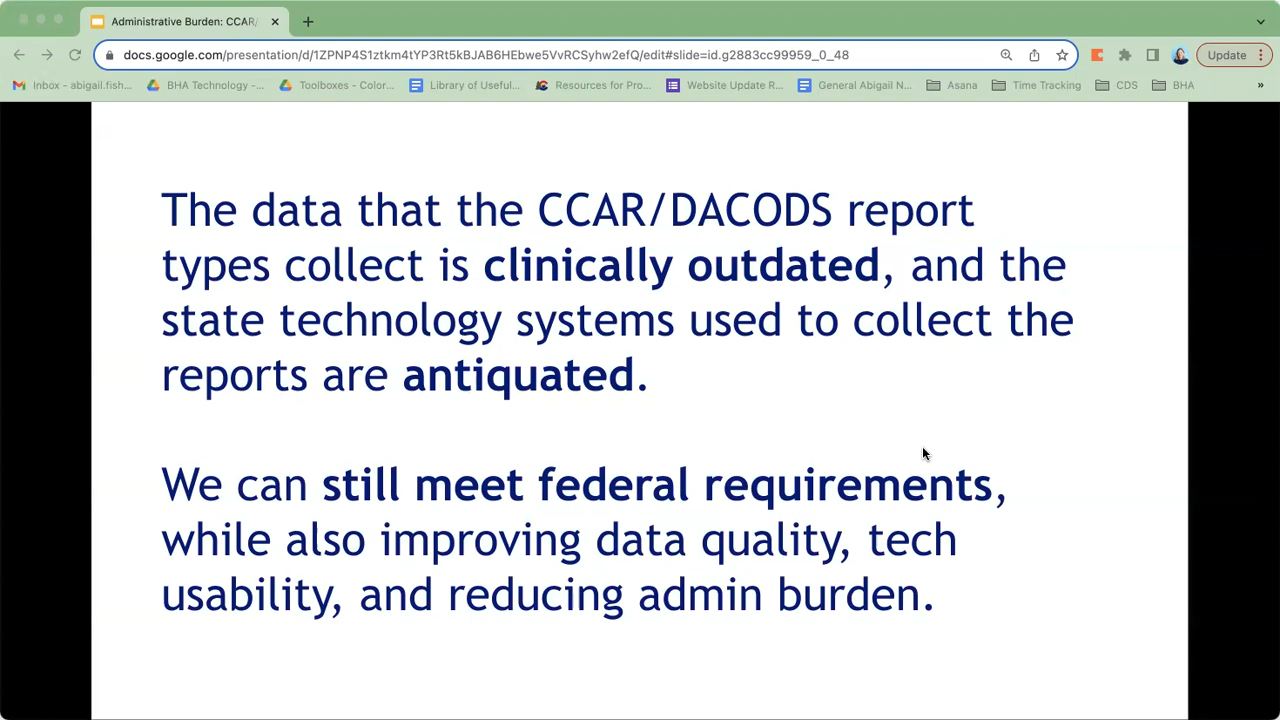 Administrative Burden: CCAR/
docs.google.com/presentation/d/1ZPNP4S1ztkm4tYP3Rt5kBJAB6HEbwe5VvRCSyhw2efQ/edit#slide=id.g2883cc99959_0_48
Update
Inbox - abigail.fish... BHA Technology -... Toolboxes - Color... Library of Useful... Resources for Pro... Website Update R... General Abigail N... Asana Time Tracking CDS BHA »
The data that the CCAR/DACODS report
types collect is clinically outdated, and the
state technology systems used to collect the
reports are antiquated.
We can still meet federal requirements,
while also improving data quality, tech
usability, and reducing admin burden.